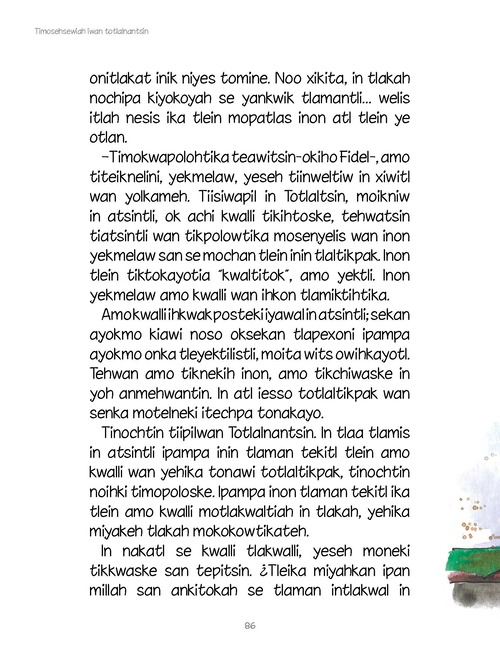 Timosehsewiah iwan totlalnantsin
onitlakat inik niyes tomine. Noo xikita, in tlakah
nochipa kiyokoyah se yankwik tlamantli... welis
itlah nesis ika tlein mopatlas inon atl tlein ye
otlan.
–Timokwapolohtika teawitsin–okiho Fidel–, amo
titeiknelini, yekmelaw, yeseh tiinweltiw in xiwitl
wan yolkameh. Tiisiwapil in Totlaltsin, moikniw
in atsintli, ok achi kwalli tikihtoske, tehwatsin
tiatsintli wan tikpolowtika mosenyelis wan inon
yekmelaw san se mochan tlein inin tlaltikpak. Inon
tlein tiktokayotia “kwaltitok”, amo yektli. Inon
yekmelaw amo kwalli wan ihkon tlamiktihtika.
Amo kwalli ihkwak posteki iyawal in atsintli; sekan
ayokmo kiawi noso oksekan tlapexoni ipampa
ayokmo onka tleyektilistli, moita wits owihkayotl.
Tehwan amo tiknekih inon, amo tikchiwaske in
yoh anmehwantin. In atl iesso totlaltikpak wan
senka motelneki itechpa tonakayo.
Tinochtin tiipilwan Totlalnantsin. In tlaa tlamis
in atsintli ipampa inin tlaman tekitl tlein amo
kwalli wan yehika tonawi totlaltikpak, tinochtin
noihki timopoloske. Ipampa inon tlaman tekitl ika
tlein amo kwalli motlakwaltiah in tlakah, yehika
miyakeh tlakah mokokowtikateh.
In nakatl se kwalli tlakwalli, yeseh moneki
tikkwaske san tepitsin. ¿Tleika miyahkan ipan
millah san ankitokah se tlaman intlakwal in
86